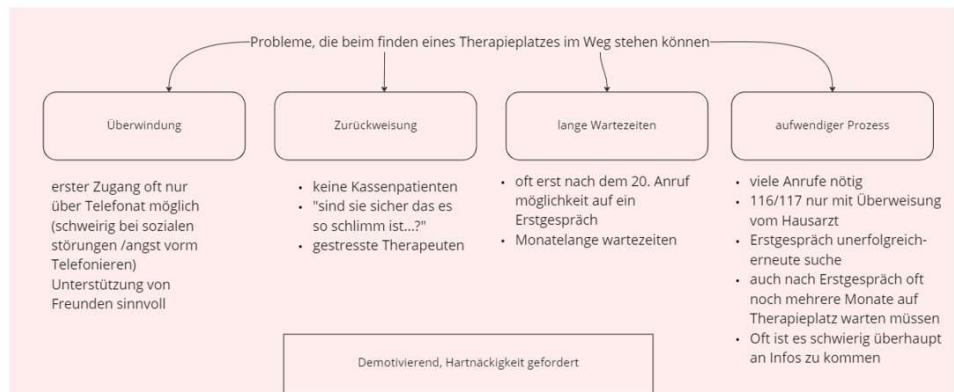 Probleme, die beim finden eines Therapieplatzes im Weg stehen können
Überwindung
erster Zugang oft nur
über Telefonat möglich
(schweirig bei sozialen
störungen /angst vorm
Telefonieren)
Unterstützung von
Freunden sinnvoll
Zurückweisung
• keine Kassenpatienten
• "sind sie sicher das es
so schlimm ist...?"
• gestresste Therapeuten
lange Wartezeiten
• oft erst nach dem 20. Anruf
möglichkeit auf ein
Erstgespräch
• Monatelange wartezeiten
aufwendiger Prozess
• viele Anrufe nötig
• 116/117 nur mit Überweisung
vom Hausarzt
• Erstgespräch unerfolgreich-
erneute suche
• auch nach Erstgespräch oft
noch mehrere Monate auf
Therapieplatz warten müssen
• Oft ist es schwierig überhaupt
an Infos zu kommen
Demotivierend, Hartnäckigkeit gefordert